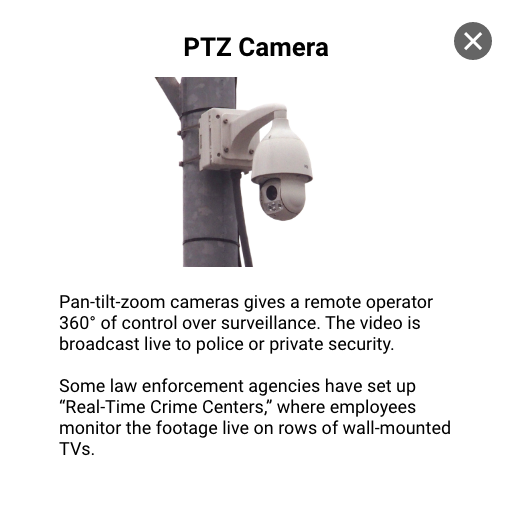 PTZ Camera
Pan-tilt-zoom cameras gives a remote operator
360° of control over surveillance. The video is
broadcast live to police or private security.
Some law enforcement agencies have set up
“Real-Time Crime Centers,” where employees
monitor the footage live on rows of wall-mounted
TVs.